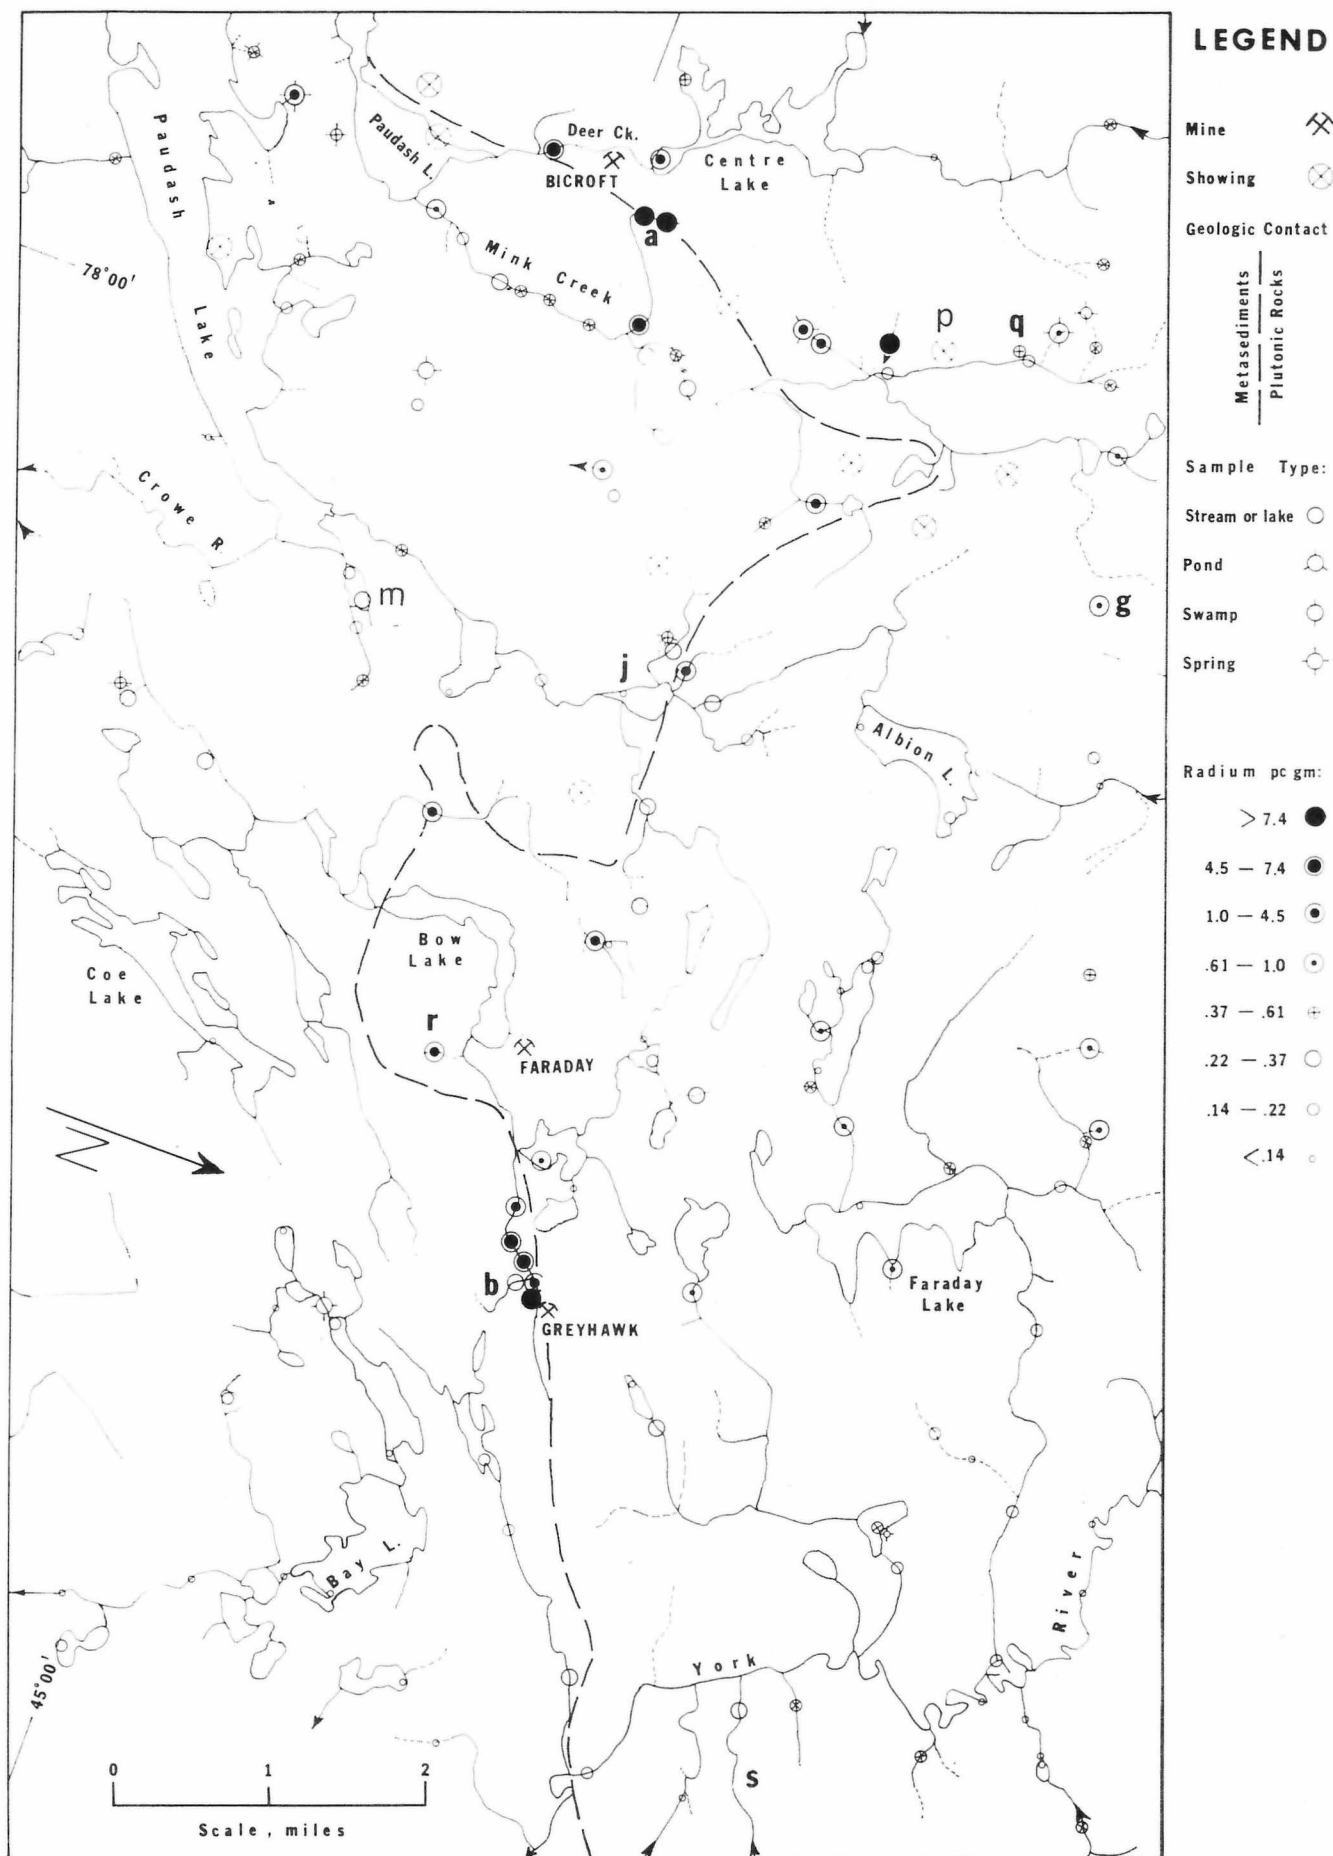 LEGEND
Mine
Showing
Geologic Contact
Metasediments
Plutonic Rocks
Sample Type:
Stream or lake
Pond
Swamp
Spring
Radium pc gm:
> 7.4
4.5 — 7.4
1.0 — 4.5
.61 — 1.0
.37 — .61
.22 — .37
.14 — .22
< .14
Paudash
Lake
Paudash L.
Deer Ck.
BICROFT
Centre
Lake
a
Mink Creek
78°00'
p
q
Crowe R.
m
g
j
Albion L.
Bow
Lake
Coe
Lake
r
FARADAY
N
b
GREYHAWK
Faraday
Lake
Bay L.
River
York
45°00'
s
0 1 2
Scale, miles